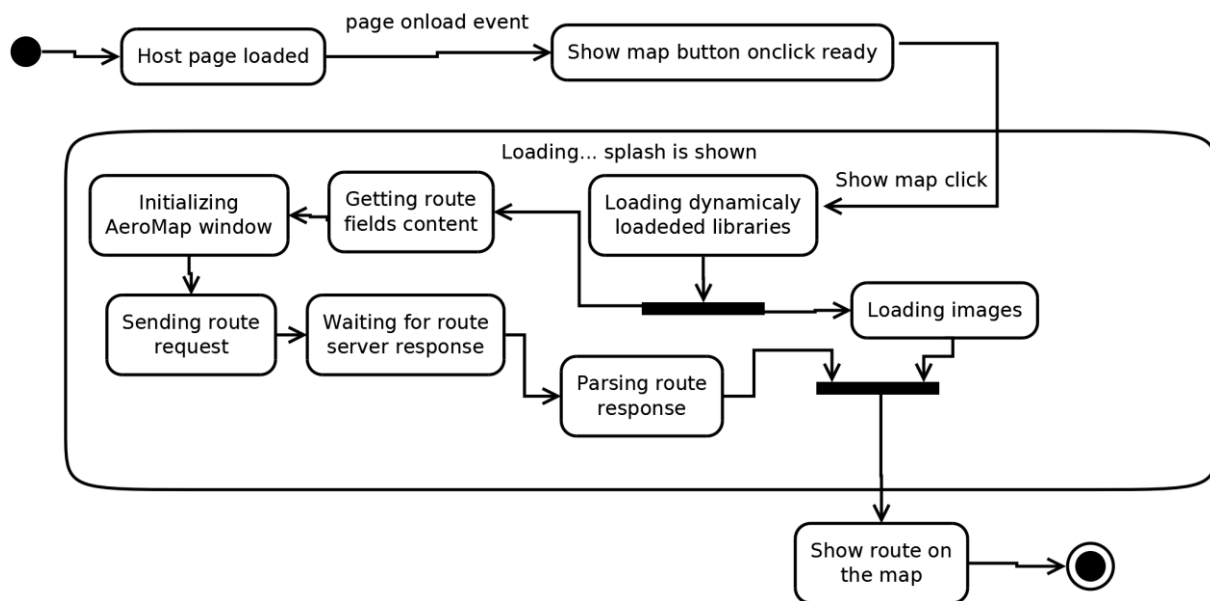 page onload event
Host page loaded
Show map button onclick ready
Loading... splash is shown
Show map click
Initializing
AeroMap window
Getting route
fields content
Loading dynamicaly
loadeded libraries
Sending route
request
Waiting for route
server response
Loading images
Parsing route
response
Show route on
the map